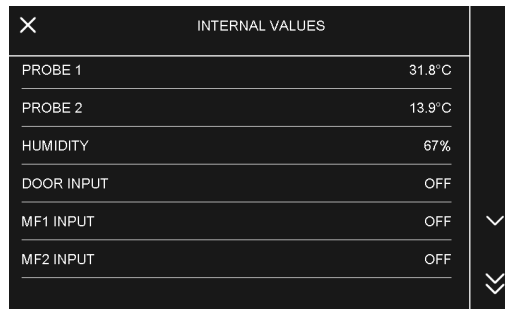 INTERNAL VALUES
PROBE 1 31.8°C
PROBE 2 13.9°C
HUMIDITY 67%
DOOR INPUT OFF
MF1 INPUT OFF
MF2 INPUT OFF